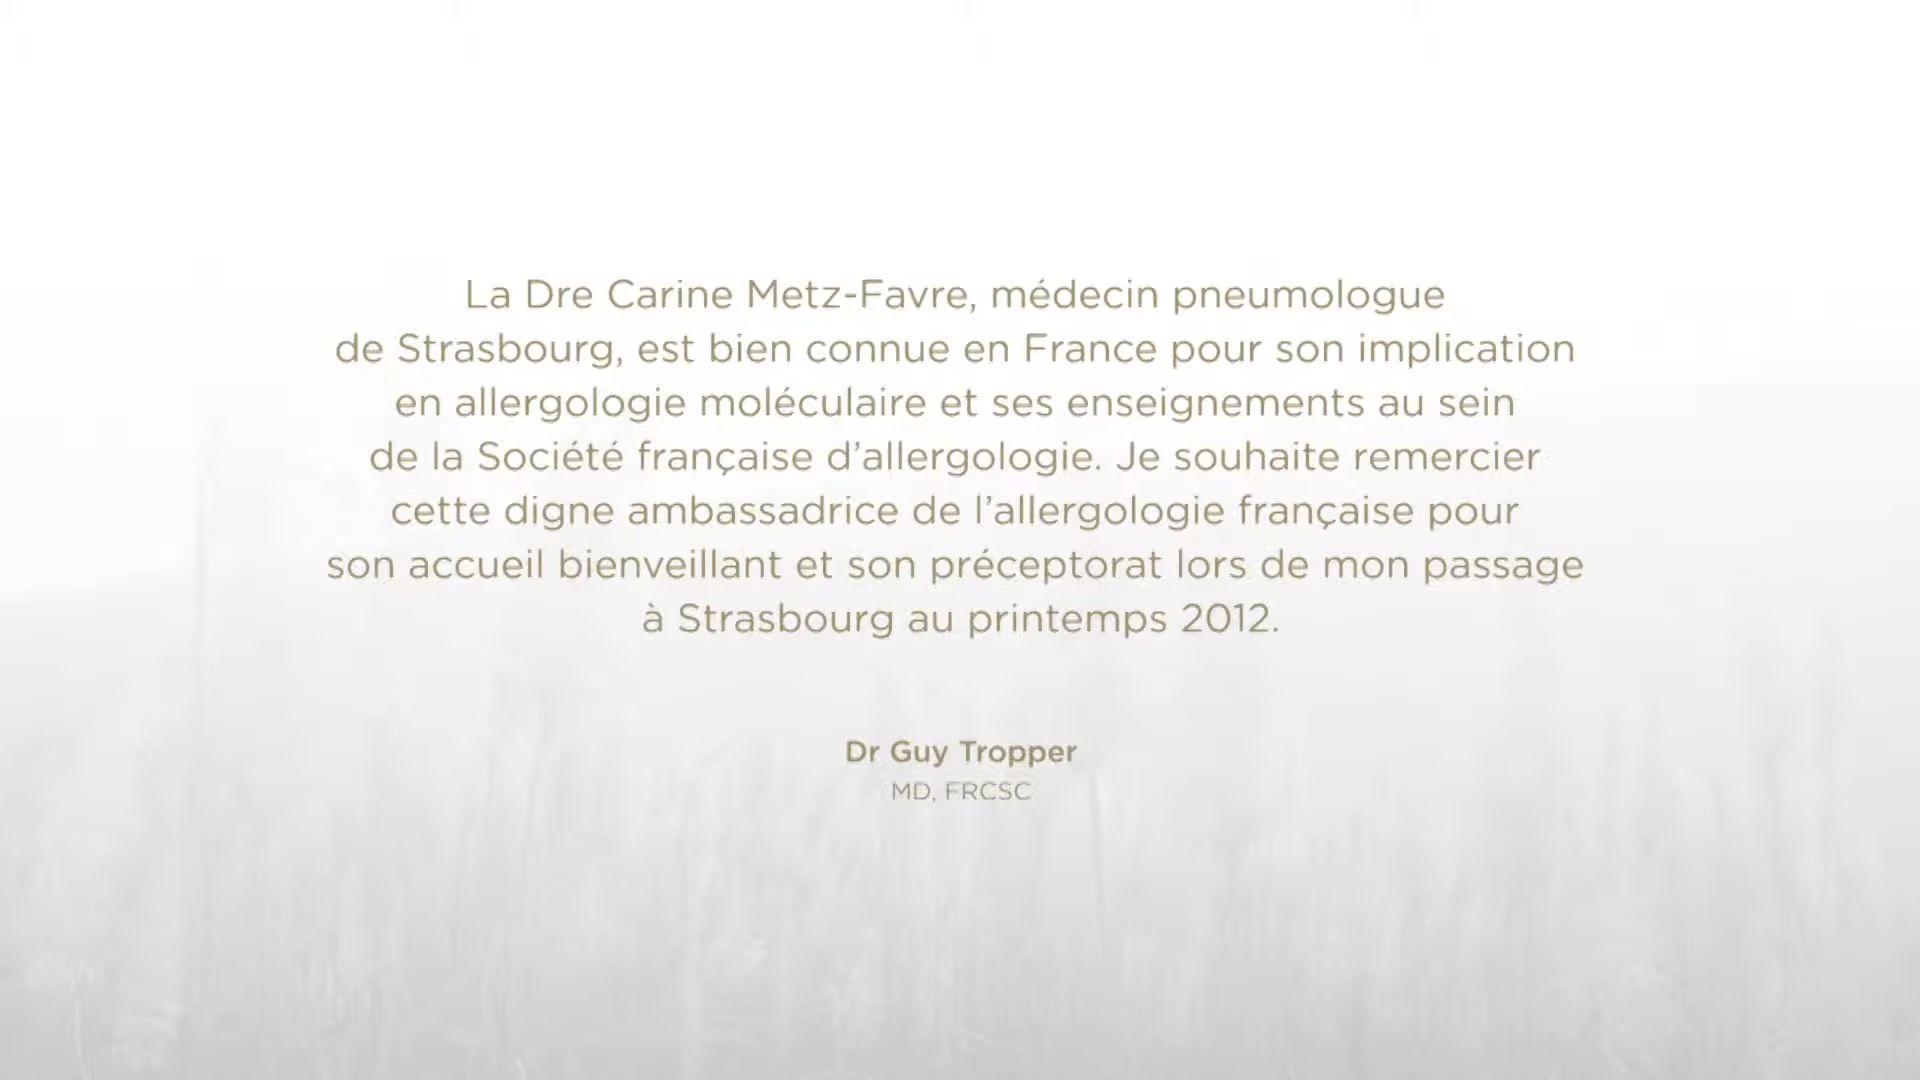 La Dre Carine Metz-Favre, médecin pneumologue
de Strasbourg, est bien connue en France pour son implication
en allergologie moléculaire et ses enseignements au sein
de la Société française d’allergologie. Je souhaite remercier
cette digne ambassadrice de l’allergologie française pour
son accueil bienveillant et son préceptorat lors de mon passage
à Strasbourg au printemps 2012.
Dr Guy Tropper
MD, FRCSC